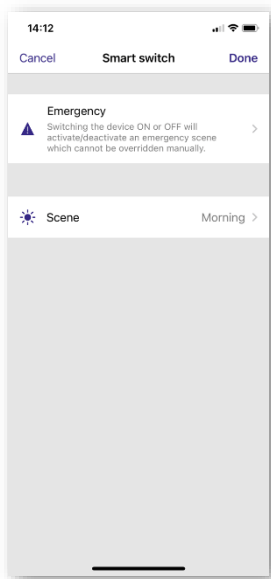 14:12
Cancel Smart switch Done
Emergency
Switching the device ON or OFF will
activate/deactivate an emergency scene
which cannot be overridden manually.
Scene Morning